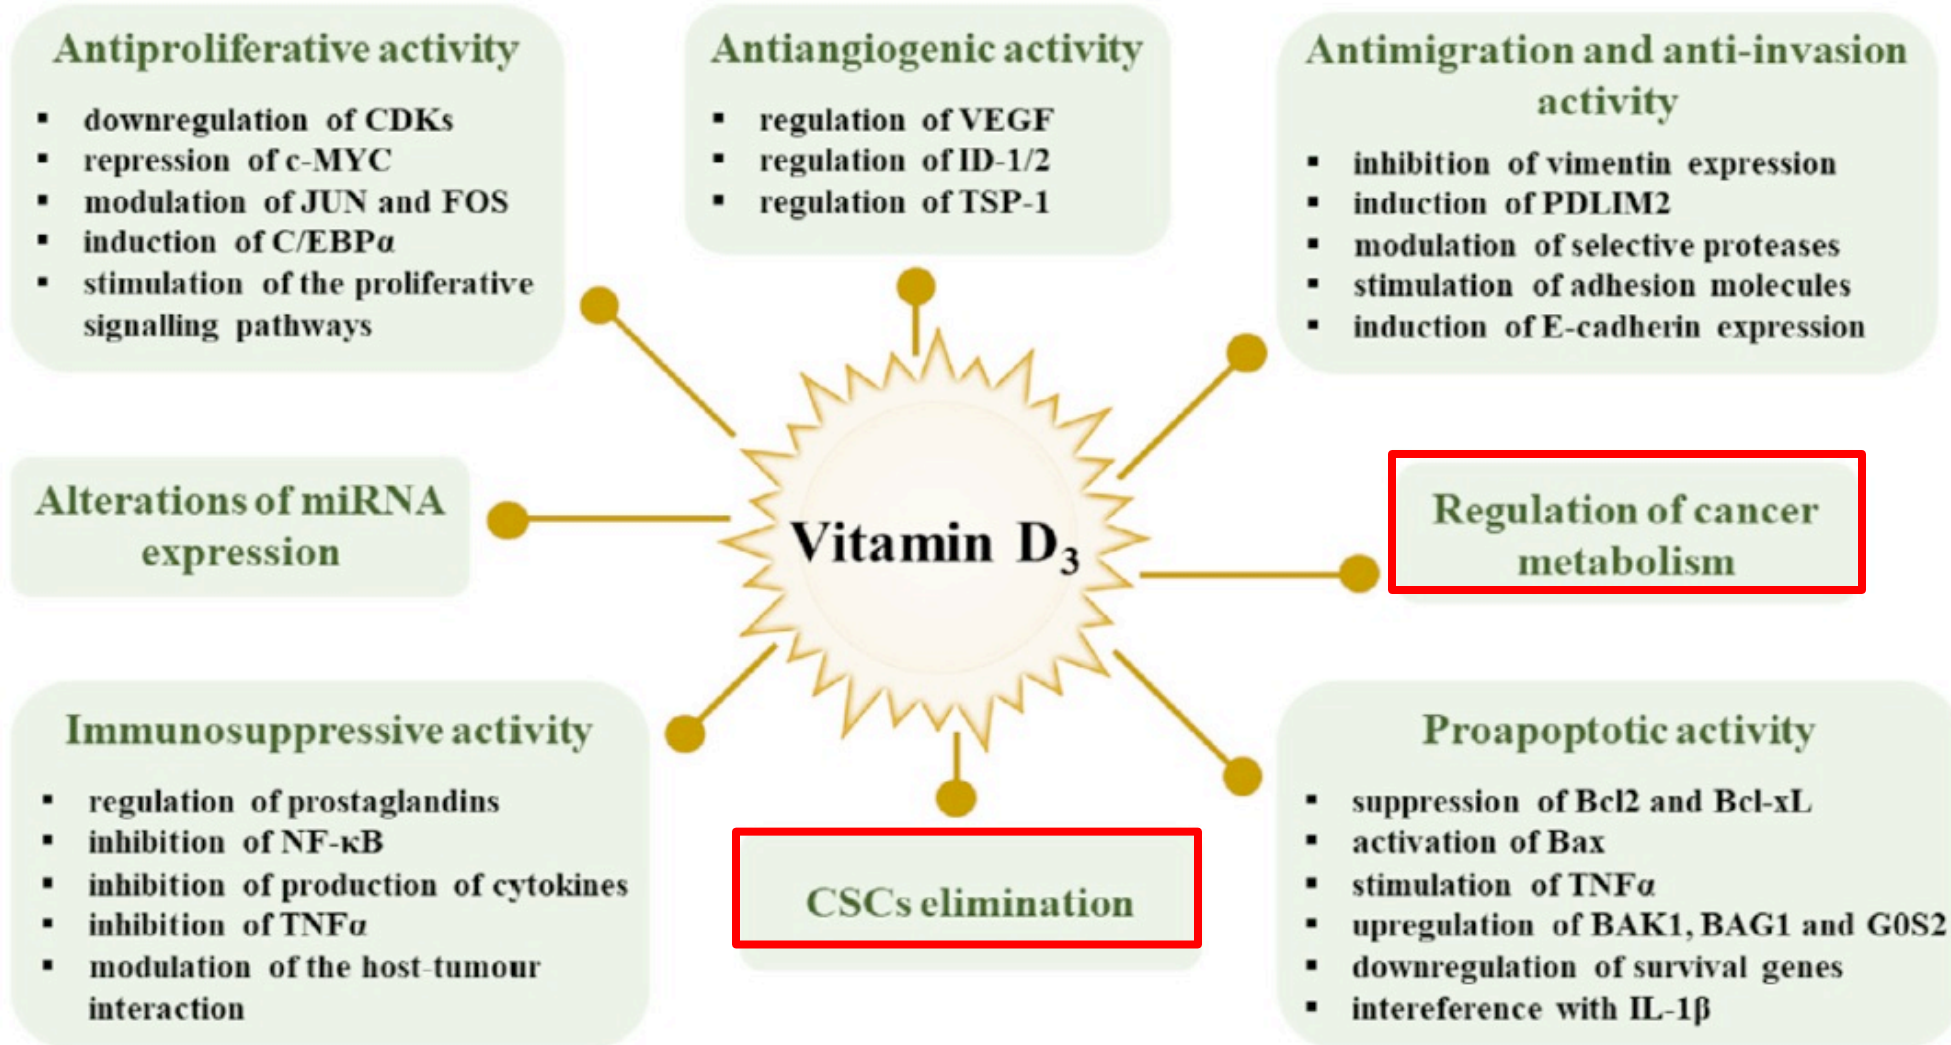 Antiproliferative activity
▪ downregulation of CDKs
▪ repression of c-MYC
▪ modulation of JUN and FOS
▪ induction of C/EBPα
▪ stimulation of the proliferative
signalling pathways
Antiangiogenic activity
▪ regulation of VEGF
▪ regulation of ID-1/2
▪ regulation of TSP-1
Antimigration and anti-invasion
activity
▪ inhibition of vimentin expression
▪ induction of PDLIM2
▪ modulation of selective proteases
▪ stimulation of adhesion molecules
▪ induction of E-cadherin expression
Alterations of miRNA
expression
Vitamin D₃
Regulation of cancer
metabolism
Immunosuppressive activity
▪ regulation of prostaglandins
▪ inhibition of NF-κB
▪ inhibition of production of cytokines
▪ inhibition of TNFα
▪ modulation of the host-tumour
interaction
CSCs elimination
Proapoptotic activity
▪ suppression of Bcl2 and Bcl-xL
▪ activation of Bax
▪ stimulation of TNFα
▪ upregulation of BAK1, BAG1 and G0S2
▪ downregulation of survival genes
▪ intereference with IL-1β